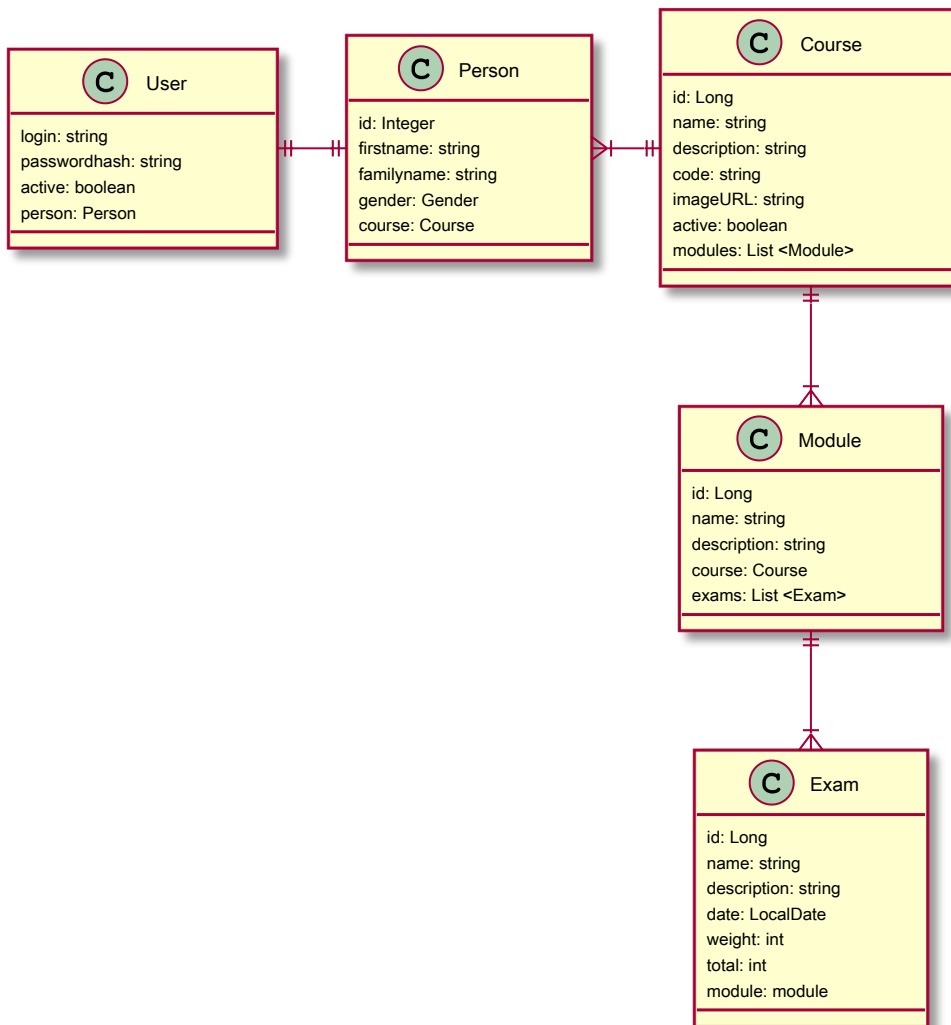 C User
login: string
passwordhash: string
active: boolean
person: Person
C Person
id: Integer
firstname: string
familyname: string
gender: Gender
course: Course
C Course
id: Long
name: string
description: string
code: string
imageURL: string
active: boolean
modules: List <Module>
C Module
id: Long
name: string
description: string
course: Course
exams: List <Exam>
C Exam
id: Long
name: string
description: string
date: LocalDate
weight: int
total: int
module: module